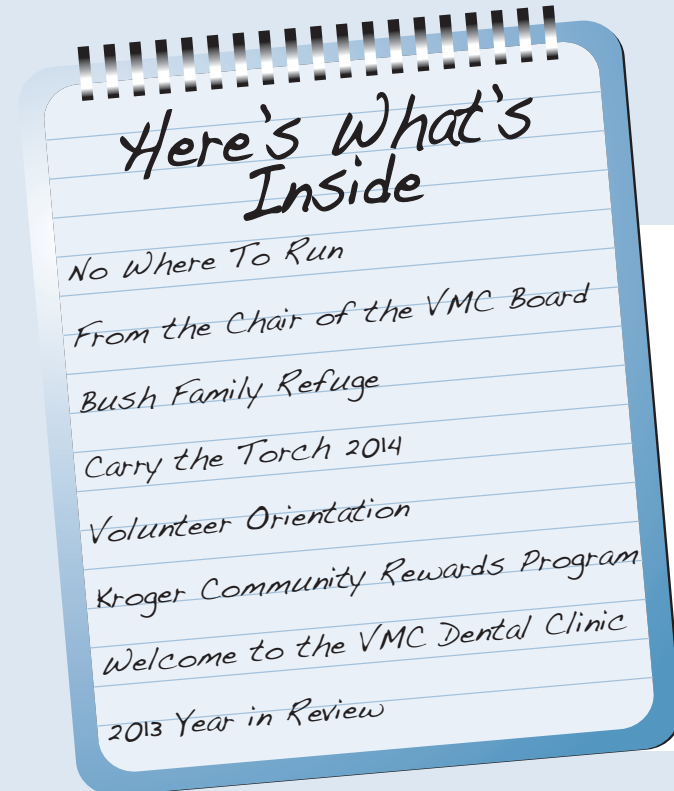 Here's What's
Inside
No Where To Run
From the Chair of the VMC Board
Bush Family Refuge
Carry the Torch 2014
Volunteer Orientation
Kroger Community Rewards Program
Welcome to the VMC Dental Clinic
2013 Year in Review